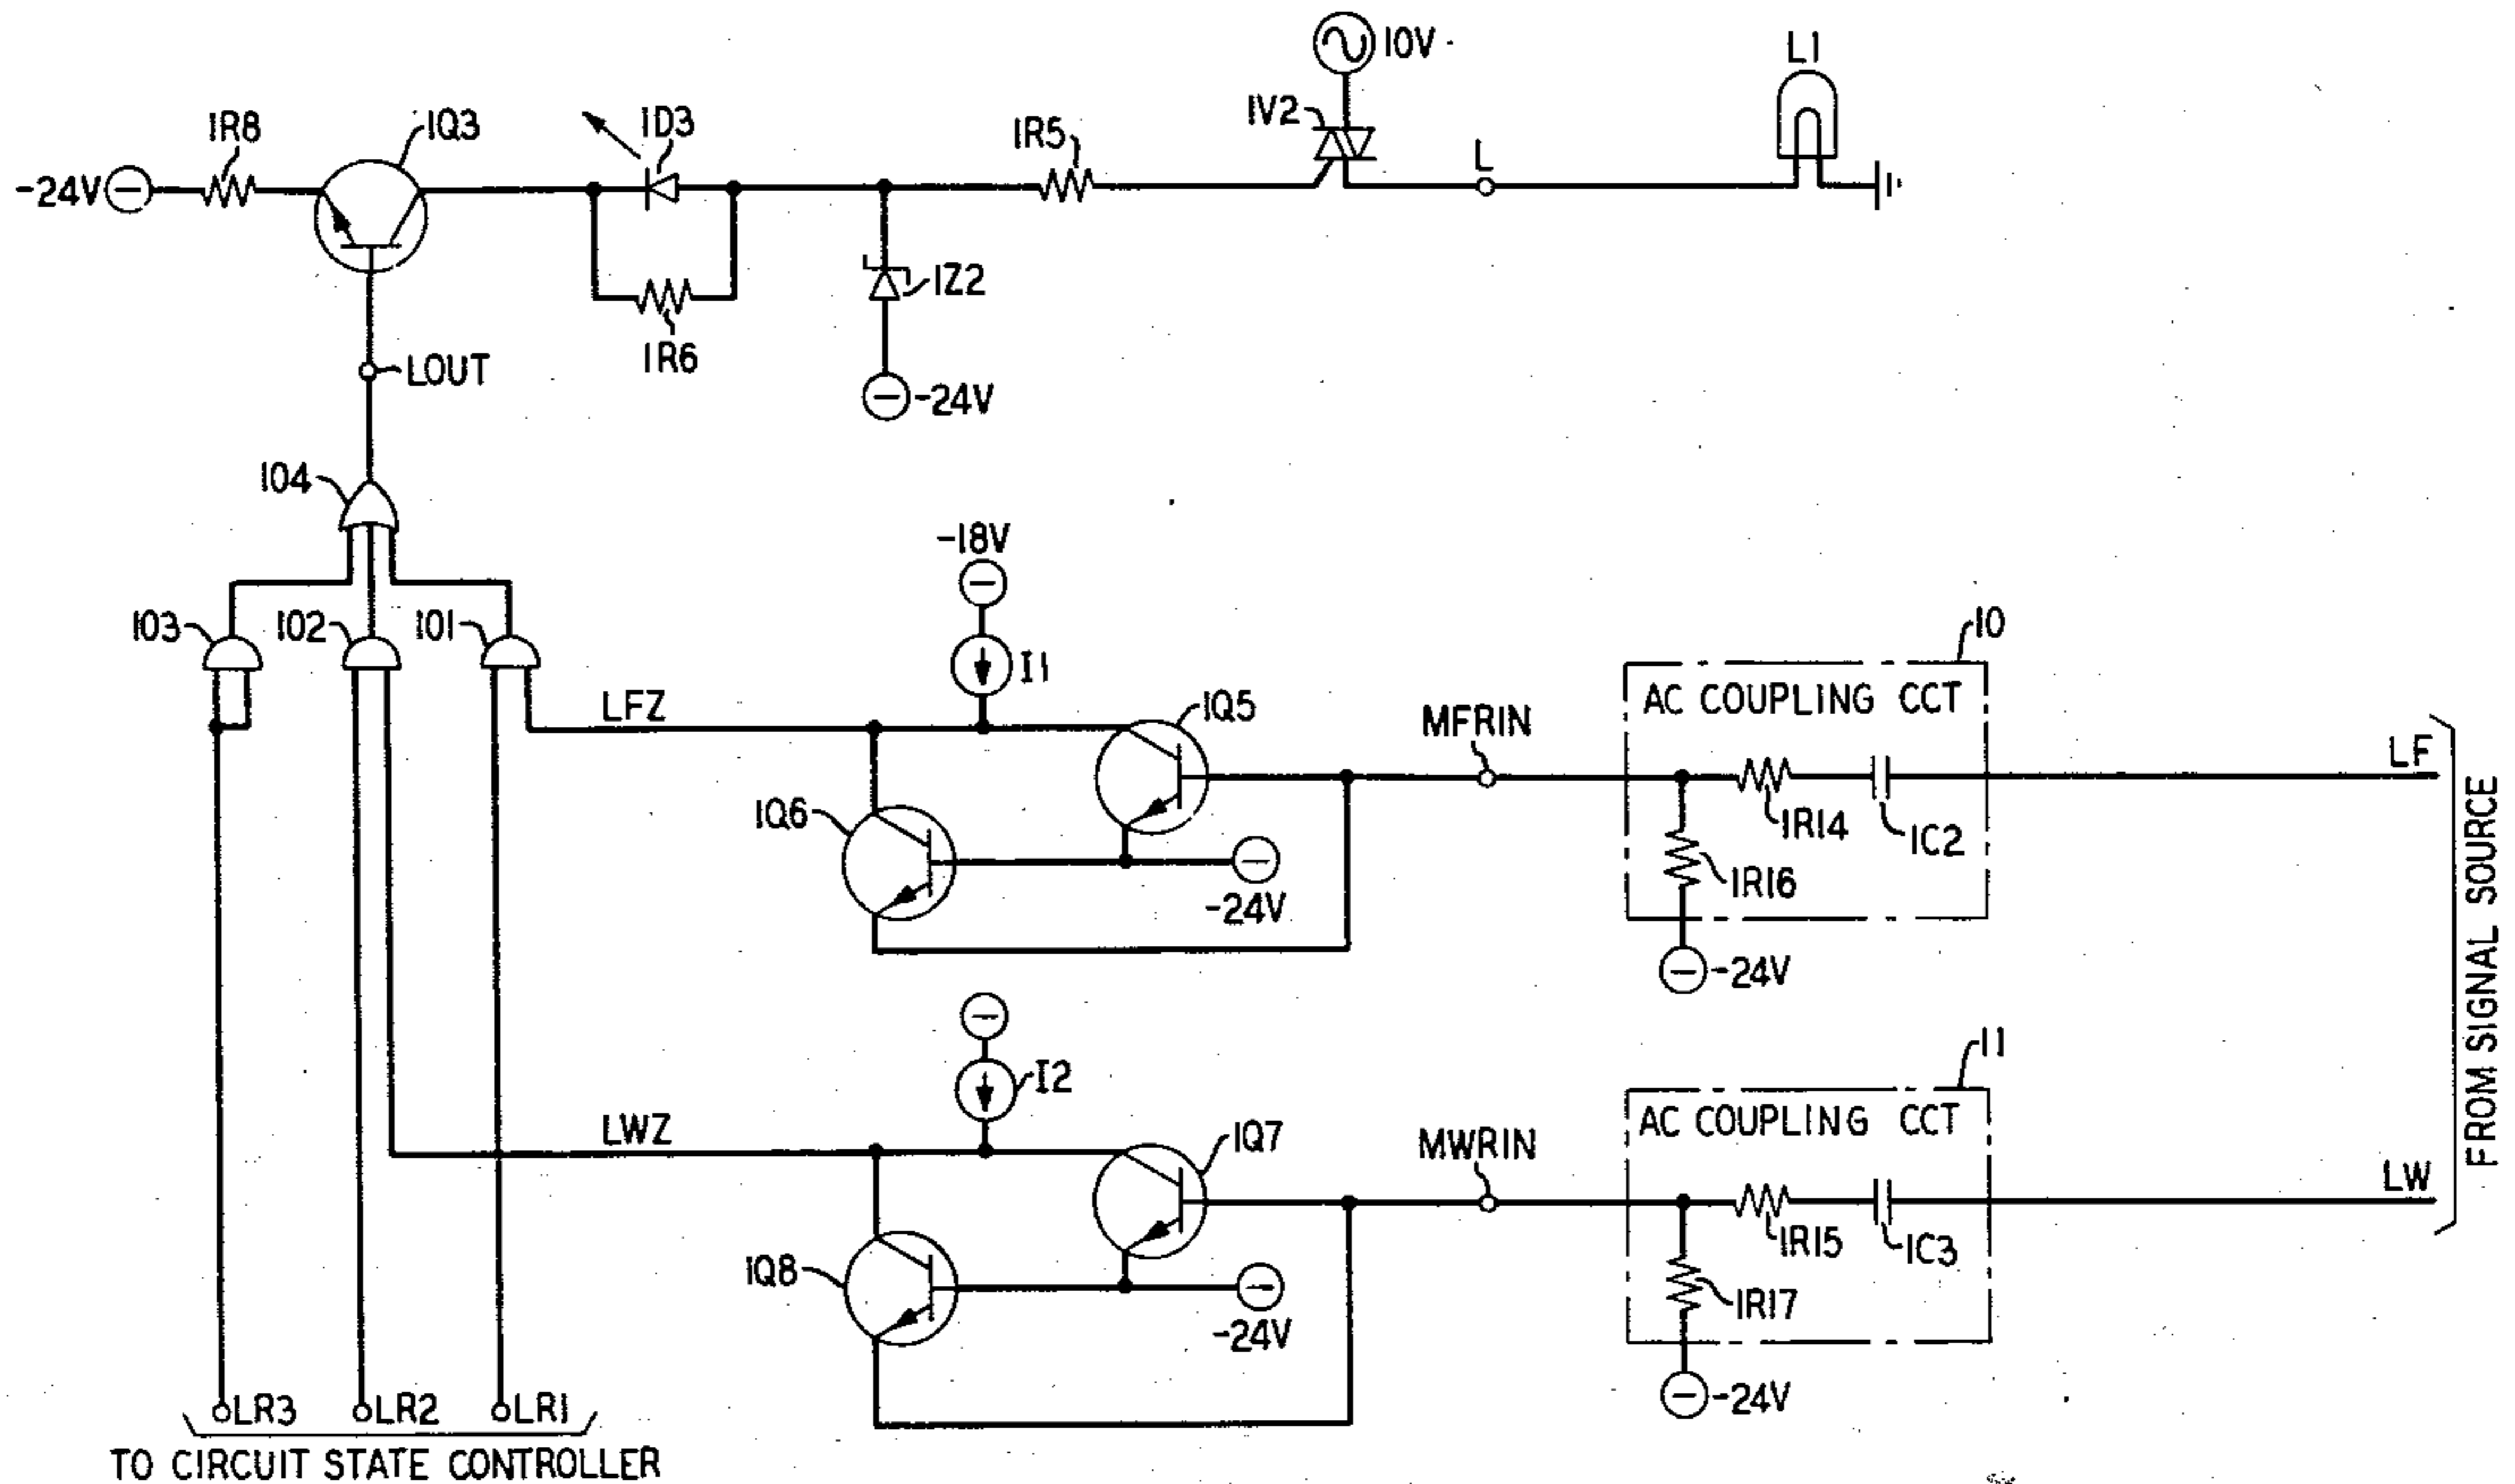 10V
L1
1V2
1R8
1Q3
1D3
1R5
L
-24V
1Z2
1R6
LOUT
-24V
104
-18V
103
102
101
10
I1
AC COUPLING CCT
LFZ
1Q5
MFRIN
LF
1Q6
1R14
1C2
1R16
-24V
-24V
FROM SIGNAL SOURCE
11
I2
AC COUPLING CCT
LWZ
1Q7
MWRIN
LW
1Q8
1R15
1C3
1R17
-24V
-24V
LR3
LR2
LR1
TO CIRCUIT STATE CONTROLLER